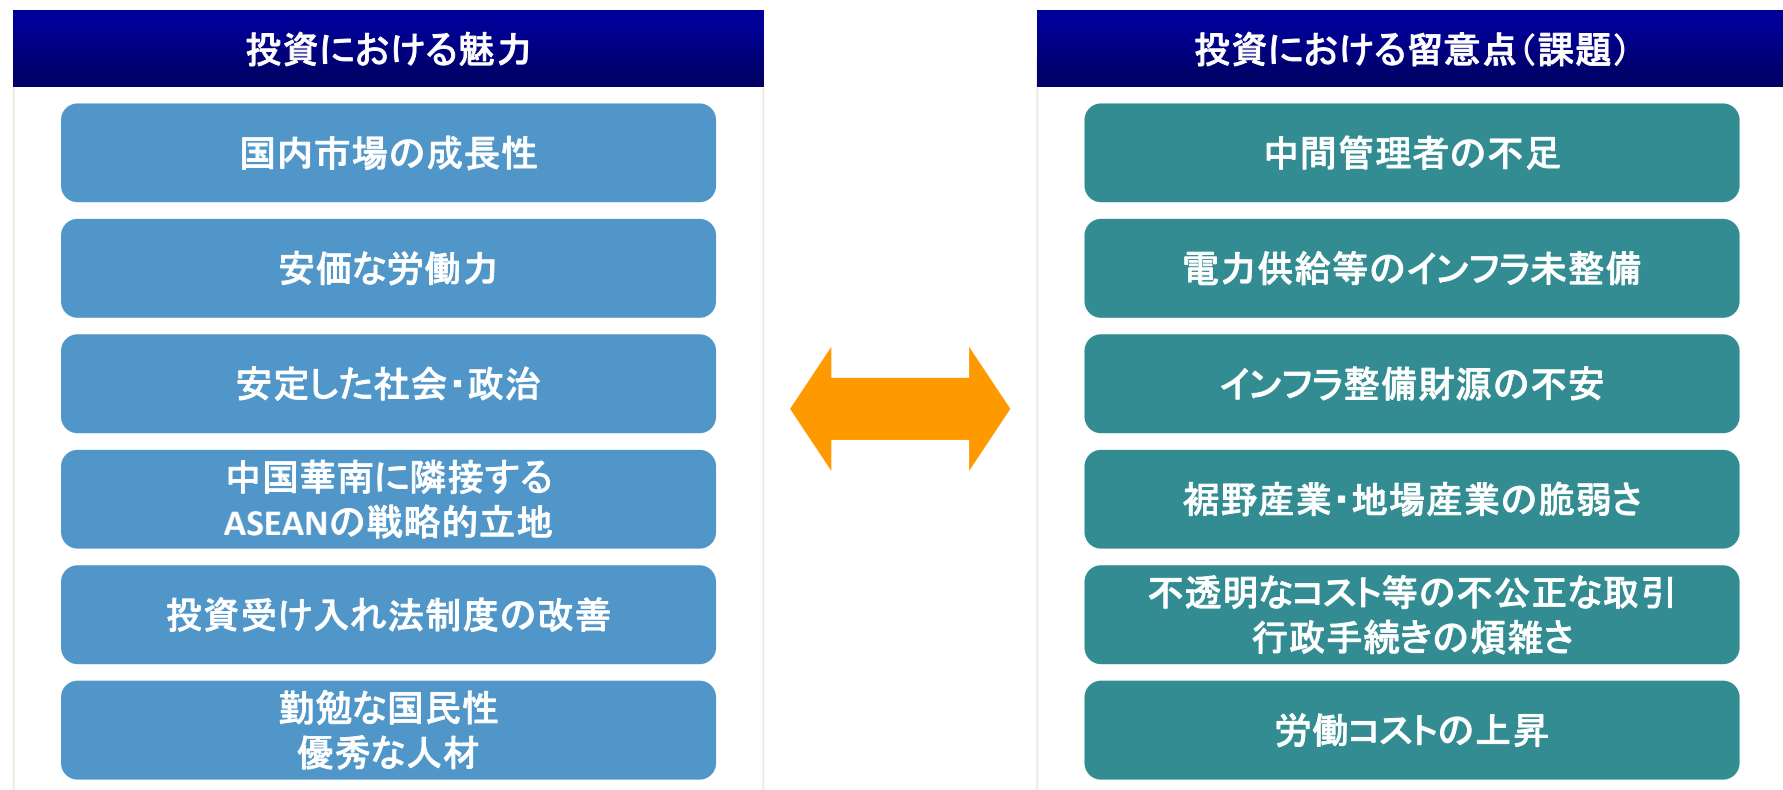 投資における魅力
国内市場の成長性
安価な労働力
安定した社会・政治
中国華南に隣接する
ASEANの戦略的立地
投資受け入れ法制度の改善
勤勉な国民性
優秀な人材
投資における留意点（課題）
中間管理者の不足
電力供給等のインフラ未整備
インフラ整備財源の不安
裾野産業・地場産業の脆弱さ
不透明なコスト等の不公正な取引
行政手続きの煩雑さ
労働コストの上昇